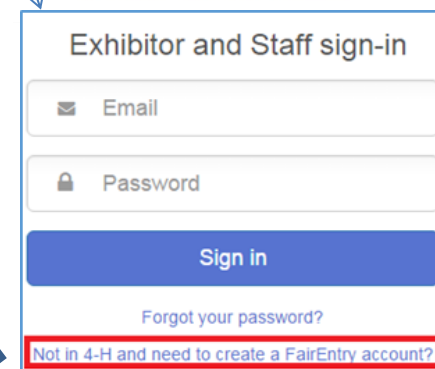 Exhibitor and Staff sign-in
Email
Password
Sign in
Forgot your password?
Not in 4-H and need to create a FairEntry account?